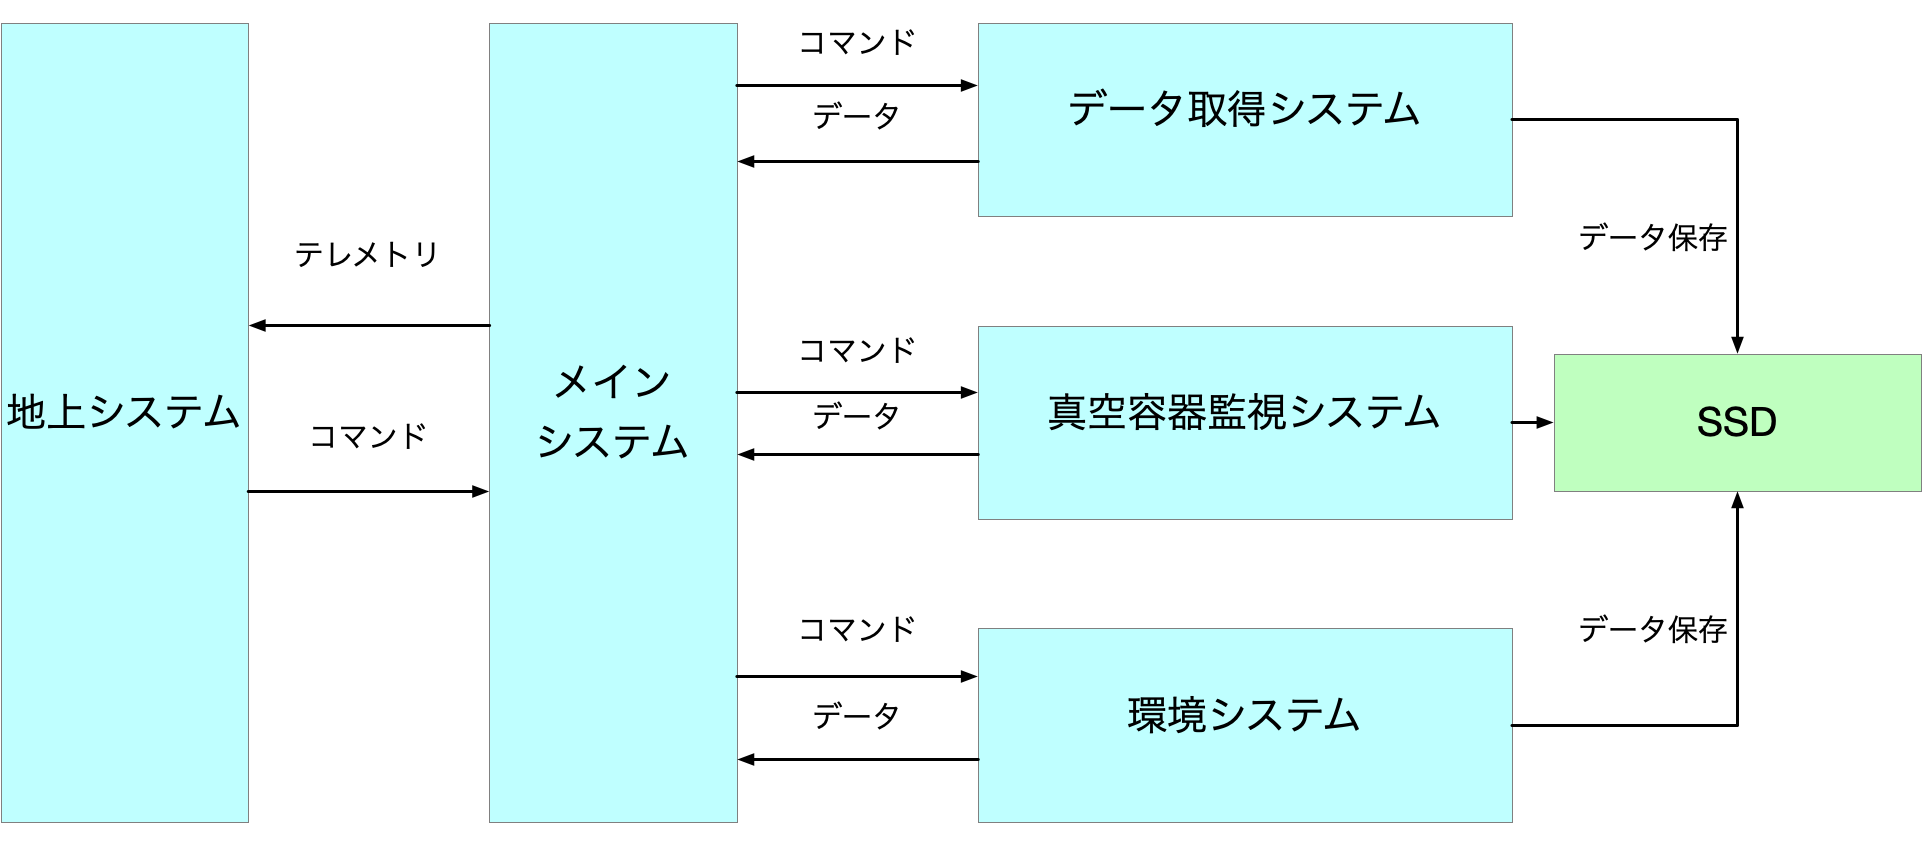 地上システム
テレメトリ
コマンド
メイン
システム
コマンド
データ
コマンド
データ
コマンド
データ
データ取得システム
真空容器監視システム
環境システム
データ保存
SSD
データ保存